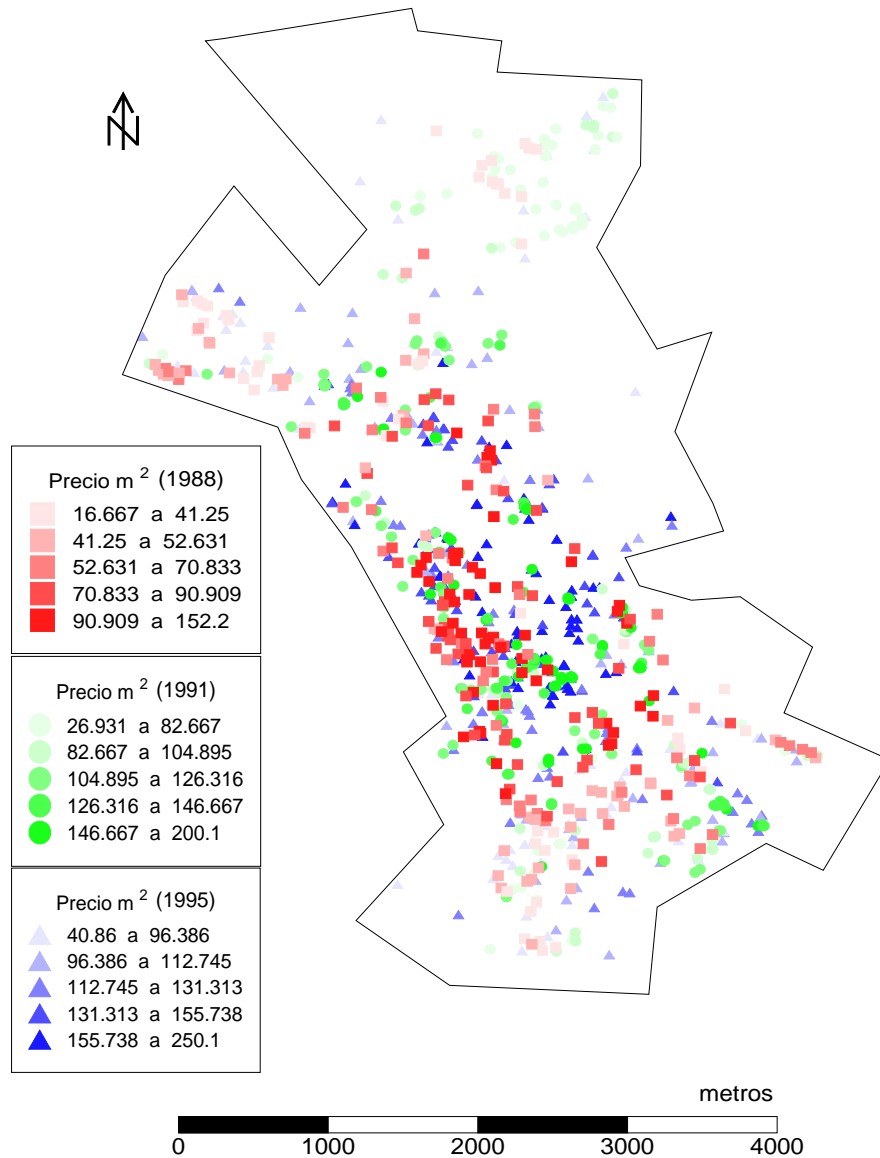 N
Precio m 2 (1988)
16.667 a 41.25
41.25 a 52.631
52.631 a 70.833
70.833 a 90.909
90.909 a 152.2
Precio m 2 (1991)
26.931 a 82.667
82.667 a 104.895
104.895 a 126.316
126.316 a 146.667
146.667 a 200.1
Precio m 2 (1995)
40.86 a 96.386
96.386 a 112.745
112.745 a 131.313
131.313 a 155.738
155.738 a 250.1
metros
0 1000 2000 3000 4000